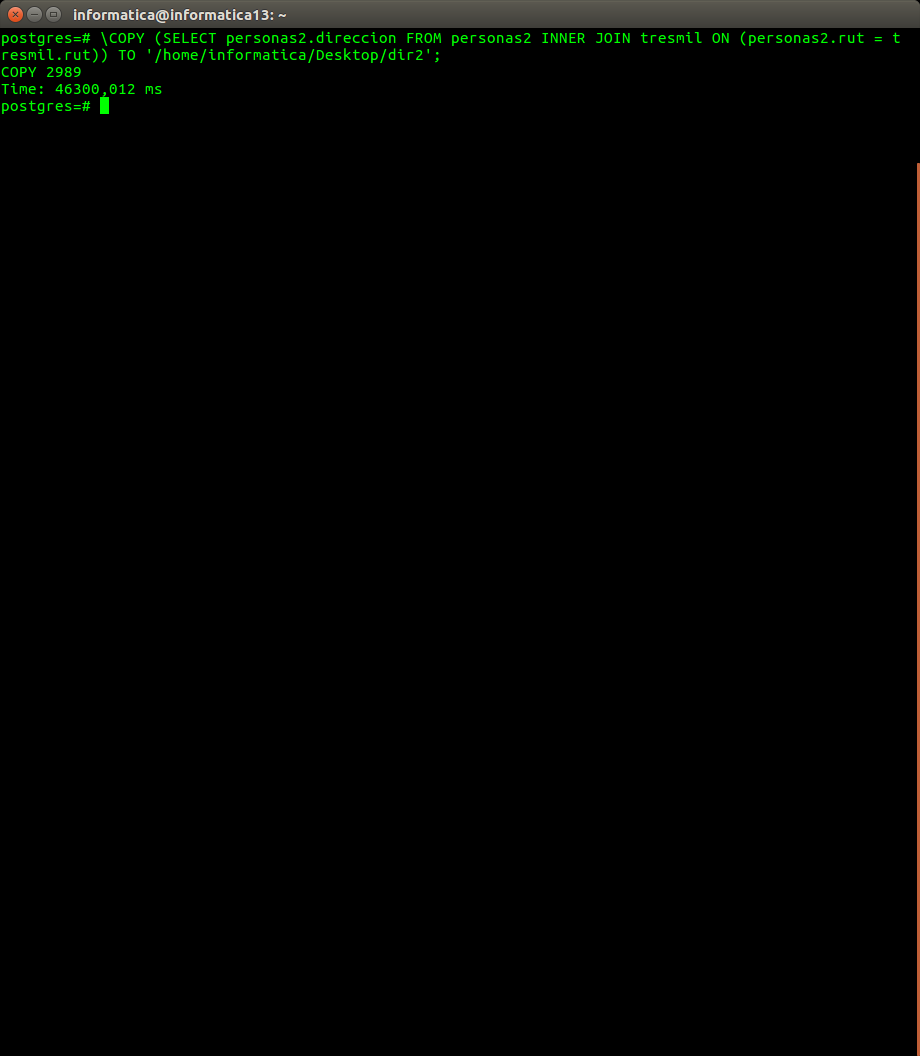 informatica@informatica13: ~
postgres=# \COPY (SELECT personas2.direccion FROM personas2 INNER JOIN tresmil ON (personas2.rut = t
resmil.rut)) TO '/home/informatica/Desktop/dir2';
COPY 2989
Time: 46300,012 ms
postgres=#